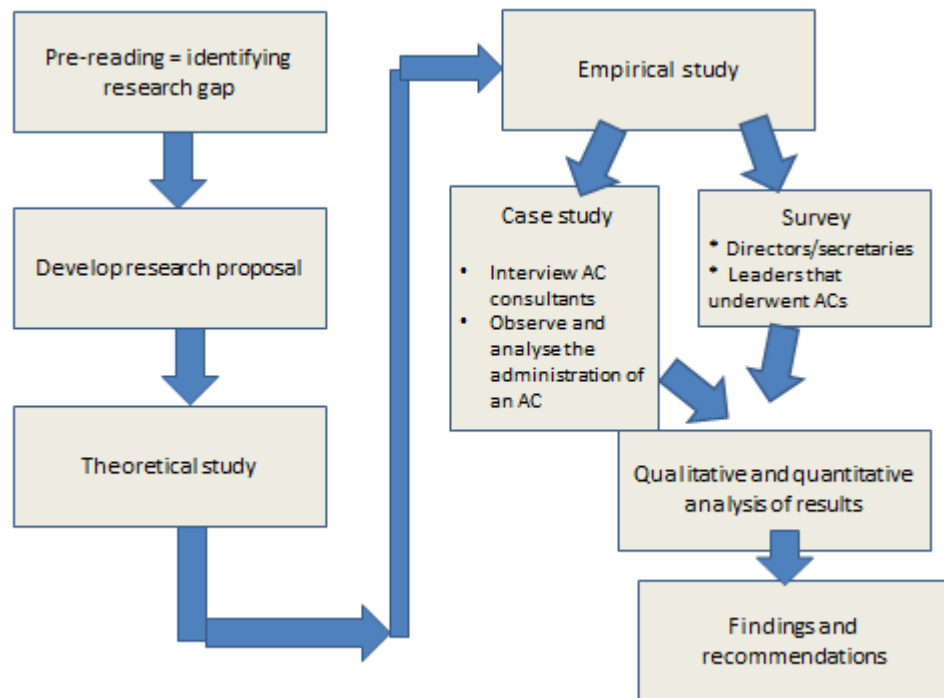 Pre-reading = identifying
research gap
Develop research proposal
Theoretical study
Empirical study
Case study
• Interview AC
consultants
• Observe and
analyse the
administration of
an AC
Survey
* Directors/secretaries
* Leaders that
underwent ACs
Qualitative and quantitative
analysis of results
Findings and
recommendations